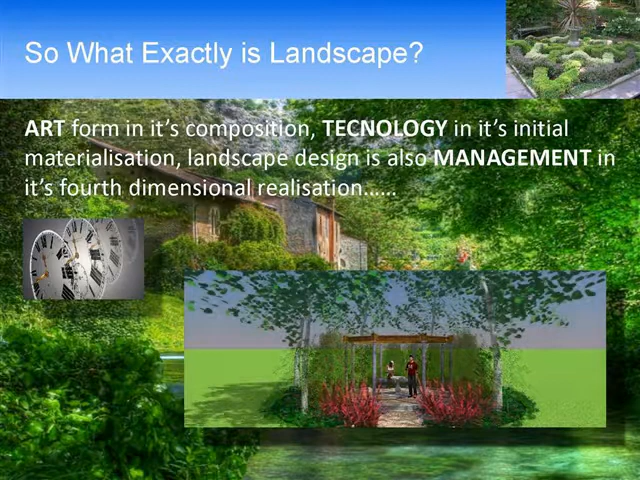 So What Exactly is Landscape?
ART form in it's composition, TECNOLOGY in it's initial
materialisation, landscape design is also MANAGEMENT in
it's fourth dimensional realisation......